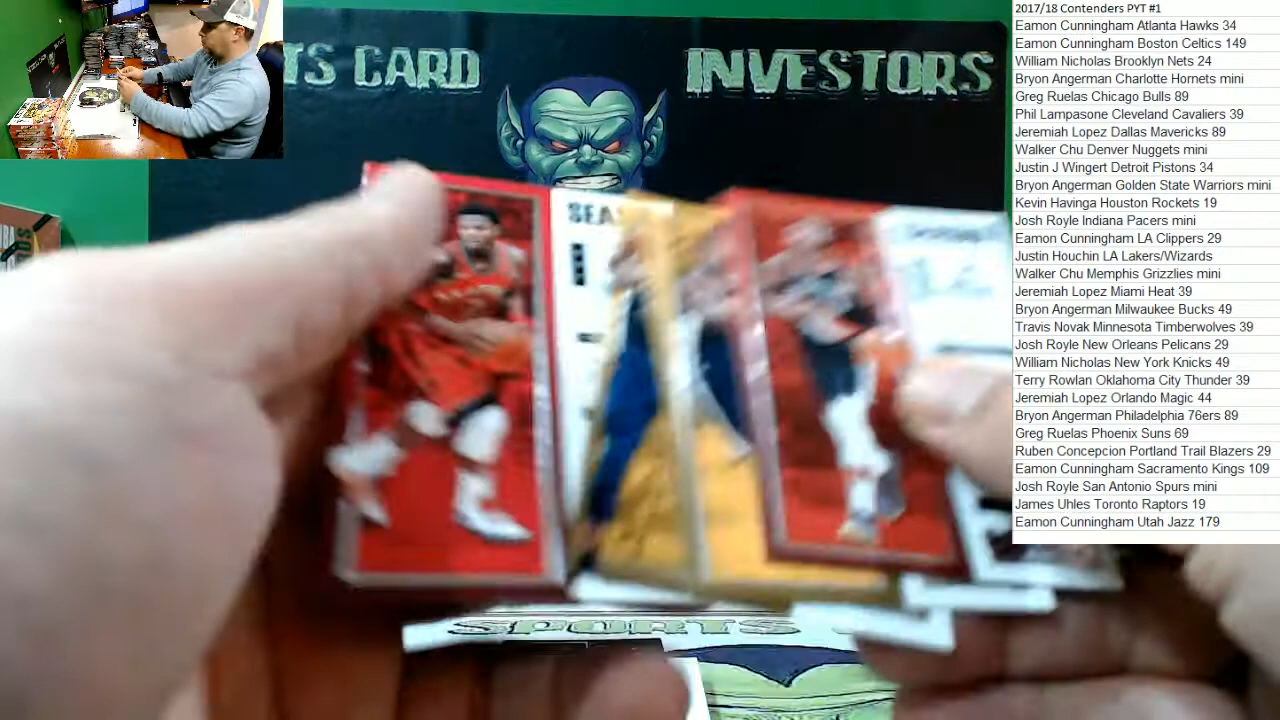 TS CARD INVESTORS
SEA
SPORTS
2017/18 Contenders PYT #1
Eamon Cunningham Atlanta Hawks 34
Eamon Cunningham Boston Celtics 149
William Nicholas Brooklyn Nets 24
Bryon Angerman Charlotte Hornets mini
Greg Ruelas Chicago Bulls 89
Phil Lampasone Cleveland Cavaliers 39
Jeremiah Lopez Dallas Mavericks 89
Walker Chu Denver Nuggets mini
Justin J Wingert Detroit Pistons 34
Bryon Angerman Golden State Warriors mini
Kevin Havinga Houston Rockets 19
Josh Royle Indiana Pacers mini
Eamon Cunningham LA Clippers 29
Justin Houchin LA Lakers/Wizards
Walker Chu Memphis Grizzlies mini
Jeremiah Lopez Miami Heat 39
Bryon Angerman Milwaukee Bucks 49
Travis Novak Minnesota Timberwolves 39
Josh Royle New Orleans Pelicans 29
William Nicholas New York Knicks 49
Terry Rowlan Oklahoma City Thunder 39
Jeremiah Lopez Orlando Magic 44
Bryon Angerman Philadelphia 76ers 89
Greg Ruelas Phoenix Suns 69
Ruben Concepcion Portland Trail Blazers 29
Eamon Cunningham Sacramento Kings 109
Josh Royle San Antonio Spurs mini
James Uhles Toronto Raptors 19
Eamon Cunningham Utah Jazz 179